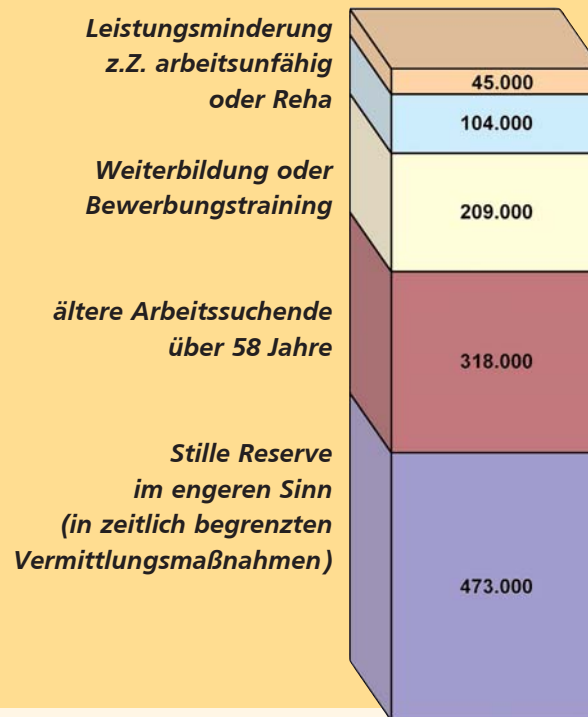 Leistungsminderung
z.Z. arbeitsunfähig
oder Reha
45.000
104.000
Weiterbildung oder
Bewerbungstraining
209.000
ältere Arbeitssuchende
über 58 Jahre
318.000
Stille Reserve
im engeren Sinn
(in zeitlich begrenzten
Vermittlungsmaßnahmen)
473.000